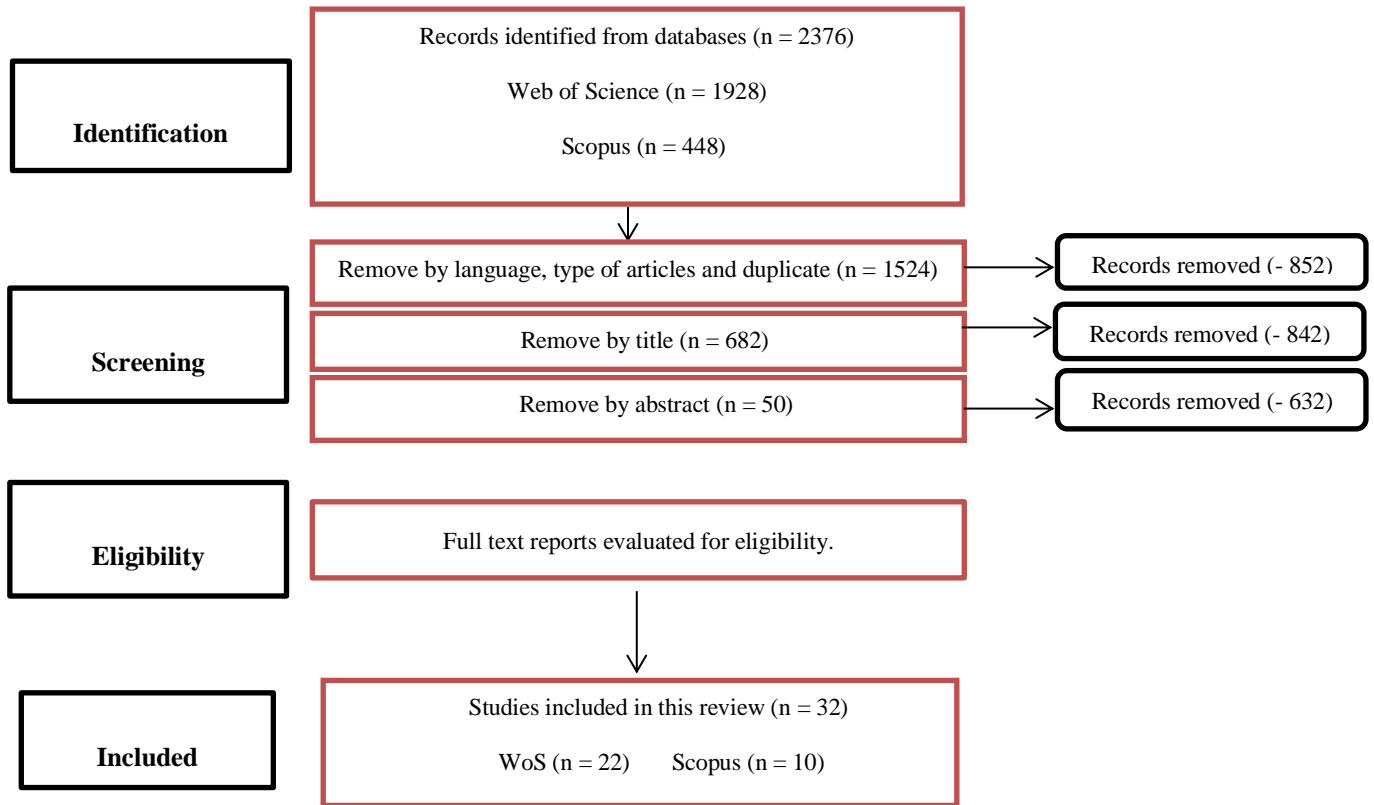 Identification
Records identified from databases (n = 2376)
Web of Science (n = 1928)
Scopus (n = 448)
Screening
Remove by language, type of articles and duplicate (n = 1524)
Records removed (- 852)
Remove by title (n = 682)
Records removed (- 842)
Remove by abstract (n = 50)
Records removed (- 632)
Eligibility
Full text reports evaluated for eligibility.
Included
Studies included in this review (n = 32)
WoS (n = 22) Scopus (n = 10)